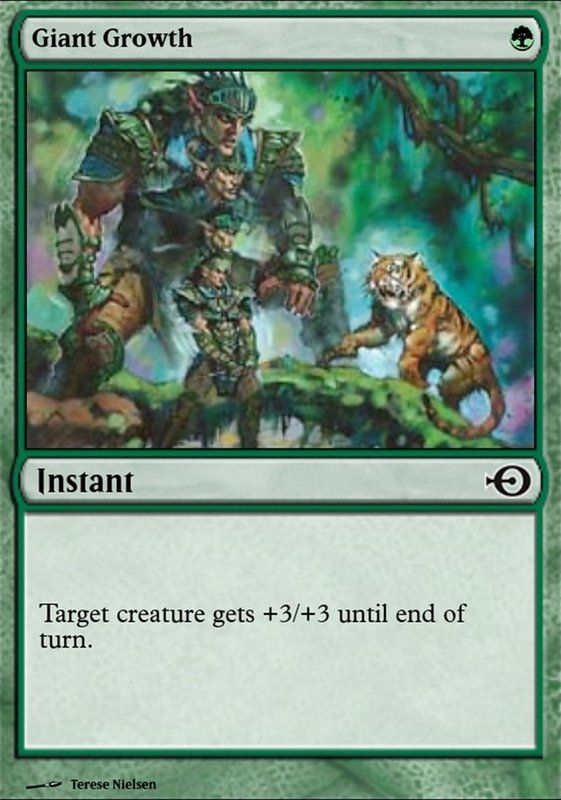 Giant Growth
Instant
Target creature gets +3/+3 until end of
turn.
Terese Nielsen